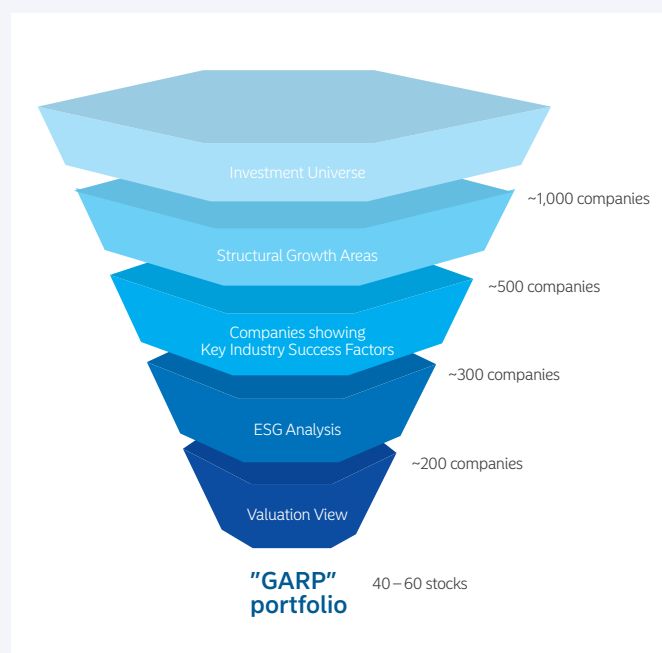 Investment Universe
~1,000 companies
Structural Growth Areas
~500 companies
Companies showing
Key Industry Success Factors
~300 companies
ESG Analysis
~200 companies
Valuation View
"GARP"
portfolio
40–60 stocks